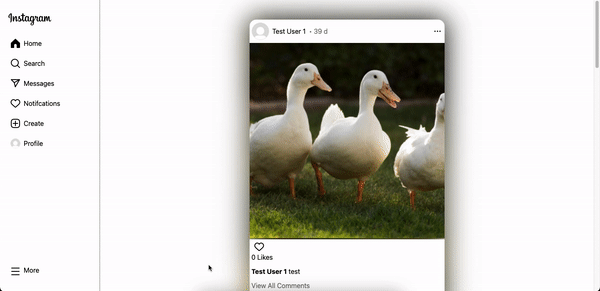 Instagram
Home
Search
Messages
Notifcations
Create
Profile
More
Test User 1 • 39 d
0 Likes
Test User 1 test
View All Comments